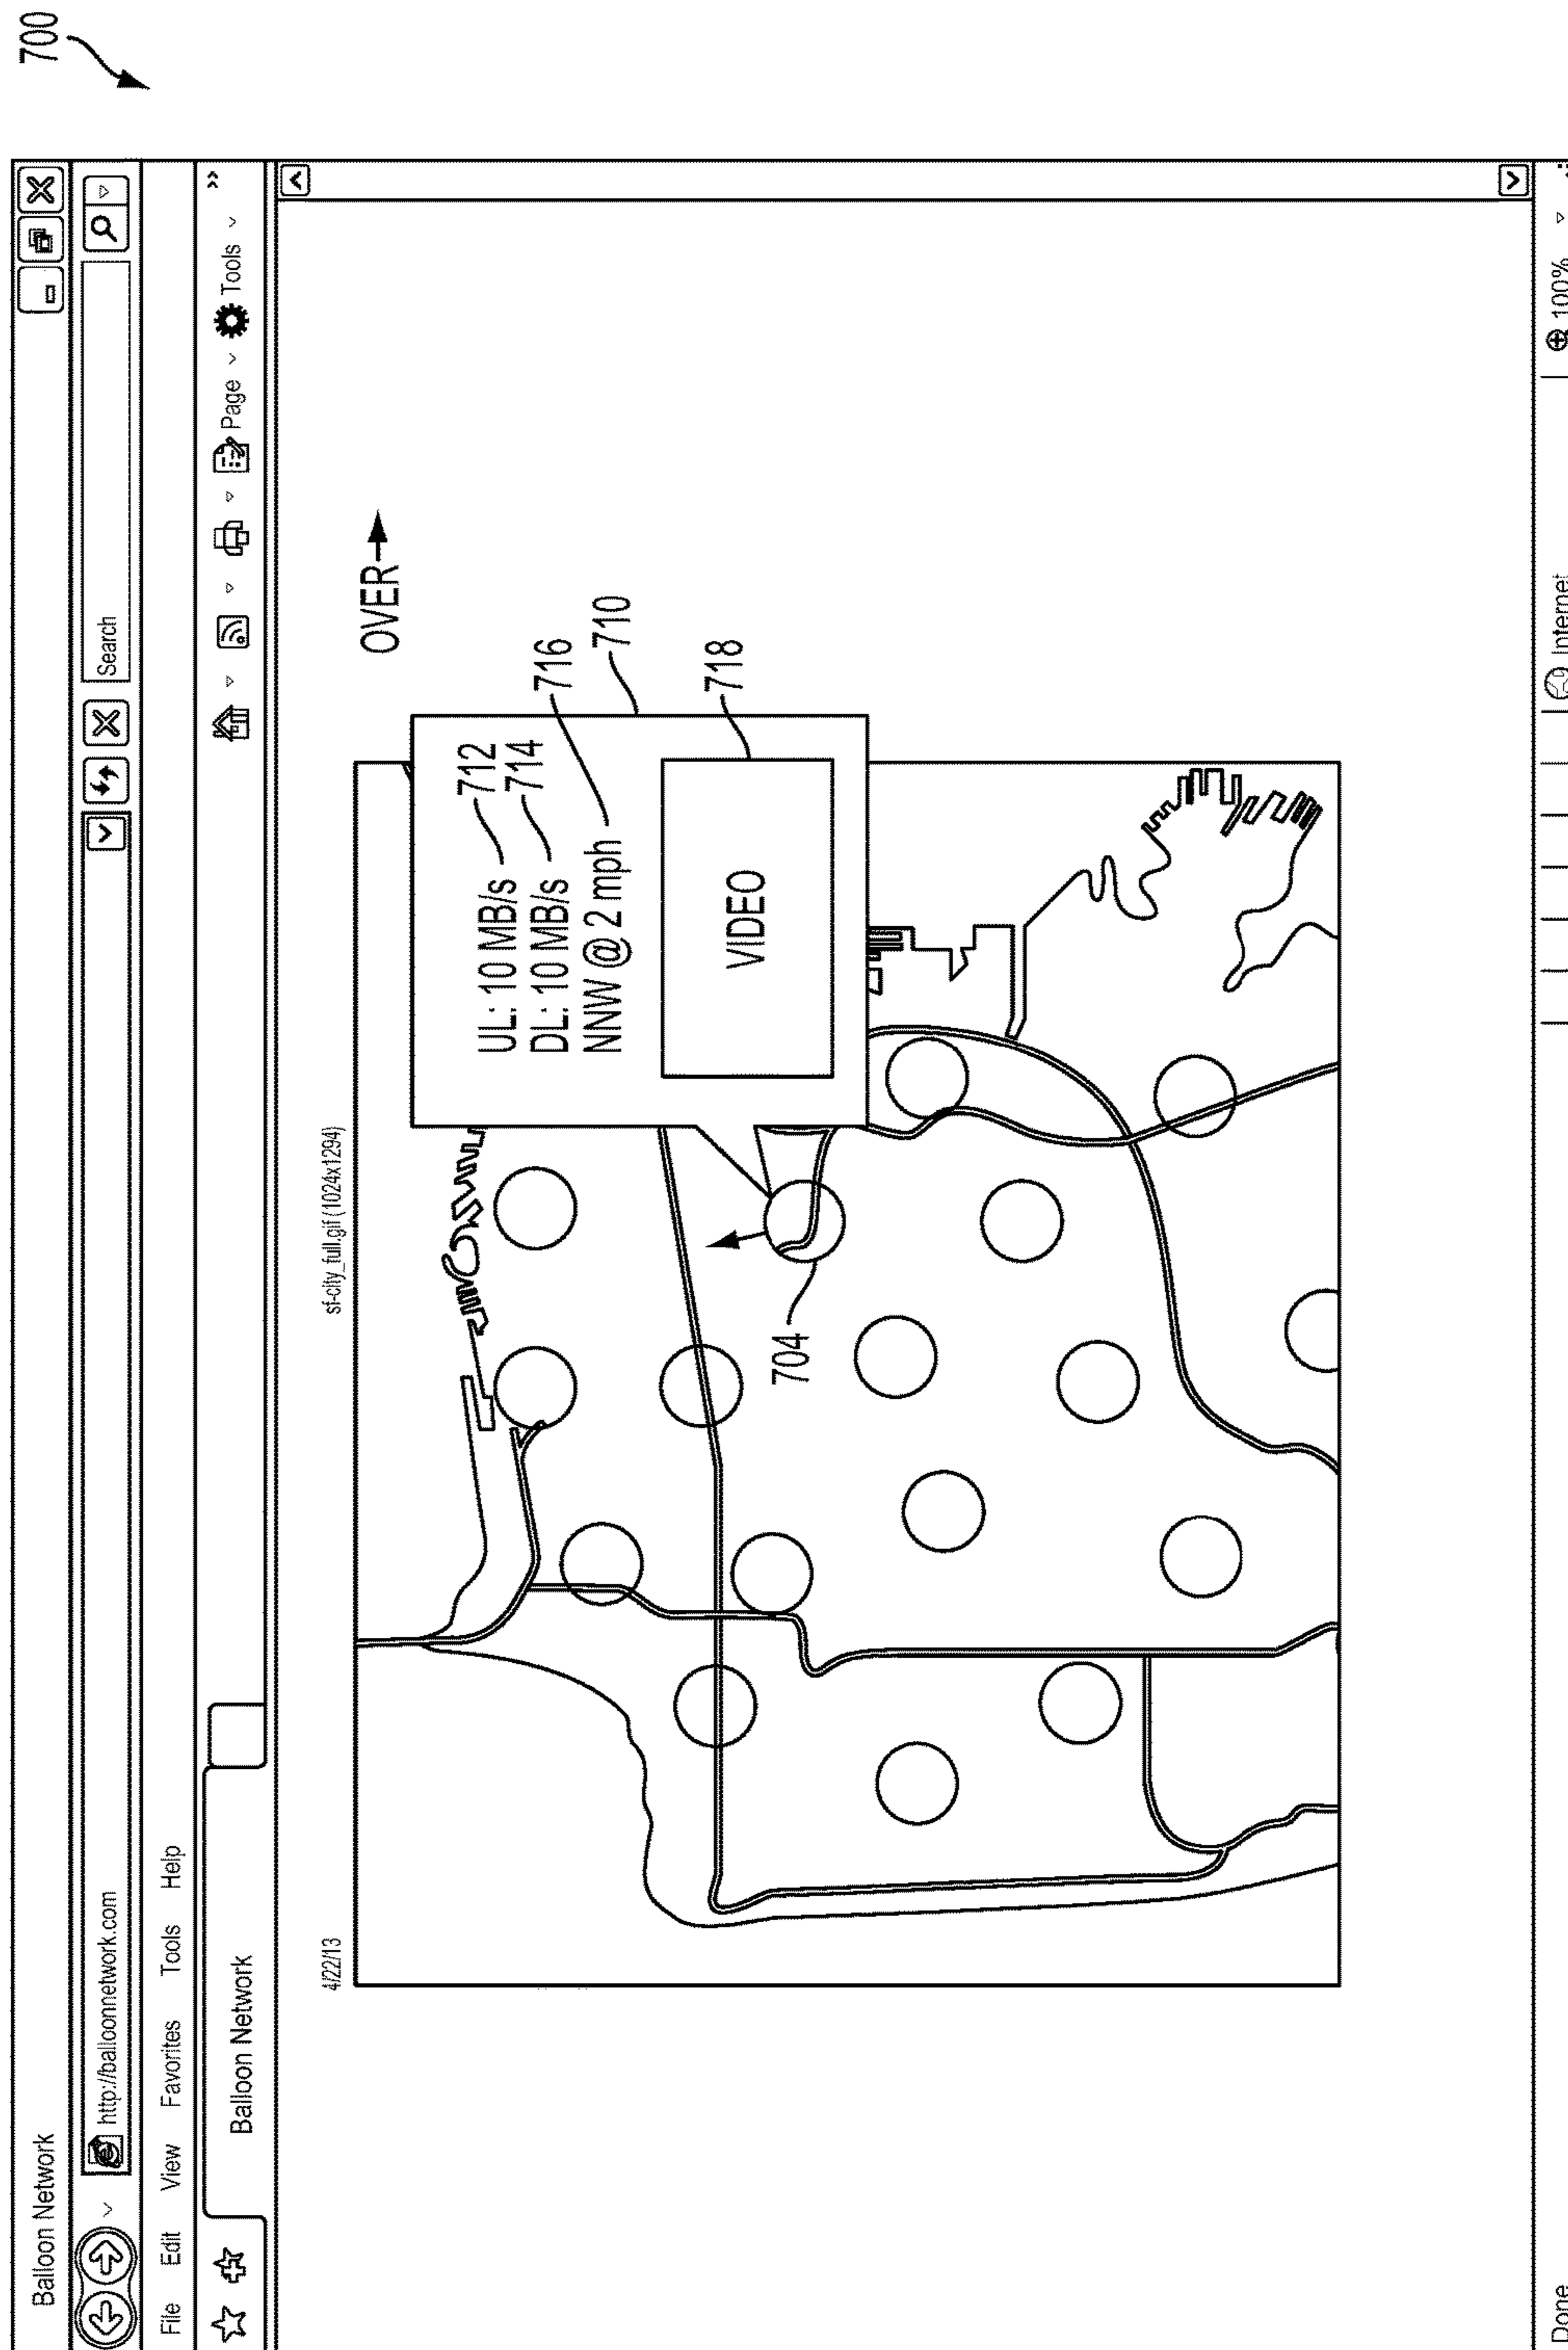 700
Balloon Network
http://balloonnetwork.com
Search
File Edit View Favorites Tools Help
Balloon Network
Page Tools
4/22/13
sf-city_full.gif (1024x1294)
OVER
UL: 10 MB/s 712
DL: 10 MB/s 714
NNW @ 2 mph 716
710
VIDEO
718
704
Done
Internet
100%